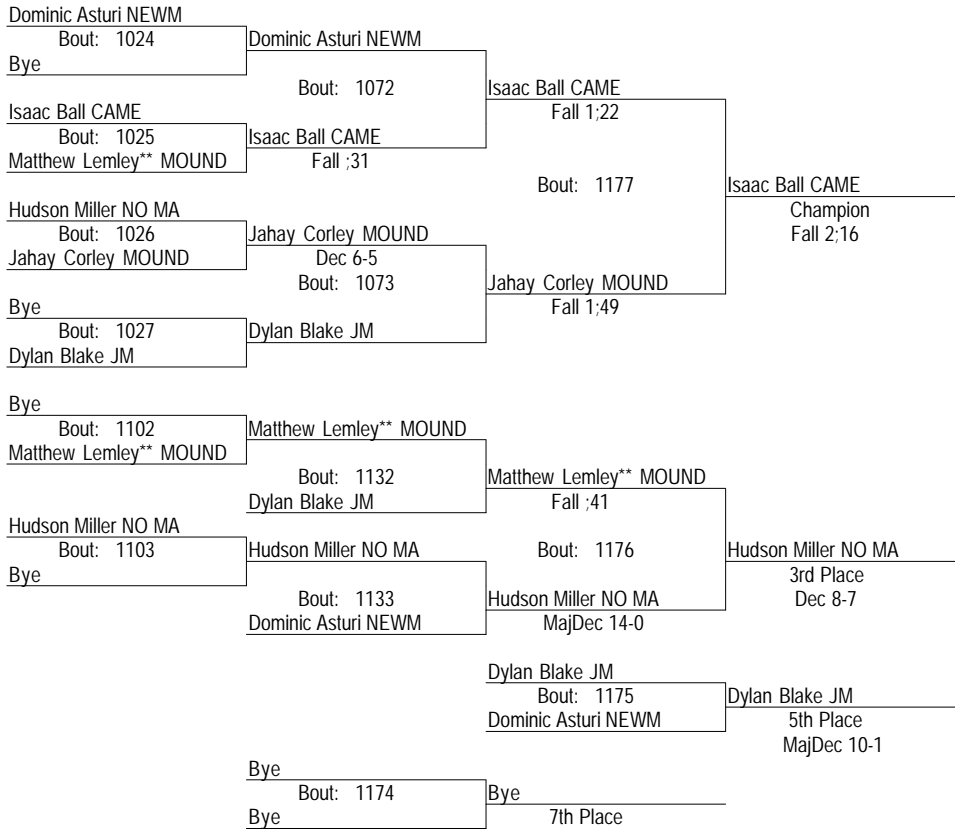 Dominic Asturi NEWM
Bout: 1024
Dominic Asturi NEWM
Bye
Bout: 1072
Isaac Ball CAME
Isaac Ball CAME
Fall 1;22
Bout: 1025
Isaac Ball CAME
Matthew Lemley** MOUND
Fall ;31
Bout: 1177
Isaac Ball CAME
Hudson Miller NO MA
Champion
Bout: 1026
Jahay Corley MOUND
Fall 2;16
Jahay Corley MOUND
Dec 6-5
Bout: 1073
Jahay Corley MOUND
Bye
Fall 1;49
Bout: 1027
Dylan Blake JM
Dylan Blake JM
Bye
Bout: 1102
Matthew Lemley** MOUND
Matthew Lemley** MOUND
Bout: 1132
Matthew Lemley** MOUND
Dylan Blake JM
Fall ;41
Hudson Miller NO MA
Bout: 1103
Hudson Miller NO MA
Bout: 1176
Hudson Miller NO MA
Bye
3rd Place
Bout: 1133
Hudson Miller NO MA
Dec 8-7
Dominic Asturi NEWM
MajDec 14-0
Dylan Blake JM
Bout: 1175
Dylan Blake JM
Dominic Asturi NEWM
5th Place
MajDec 10-1
Bye
Bout: 1174
Bye
Bye
7th Place